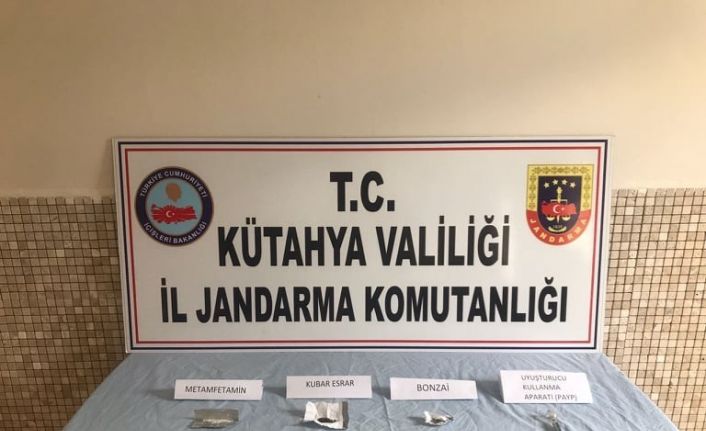 TÜRKİYE CUMHURİYETİ
İÇİŞLERİ BAKANLIĞI
T.C.
KÜTAHYA VALİLİĞİ
İL JANDARMA KOMUTANLIĞI
JANDARMA
METAMFETAMİN
KUBAR ESRAR
BONZAİ
UYUŞTURUCU
KULLANMA
APARATI (PAYP)